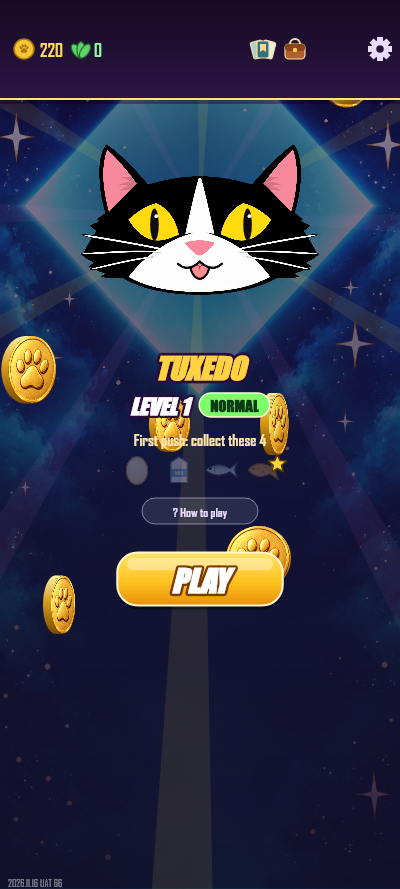 220
0
TUXEDO
LEVEL 1
NORMAL
First push: collect these 4
? How to play
PLAY
2026.11.16 UAT 66